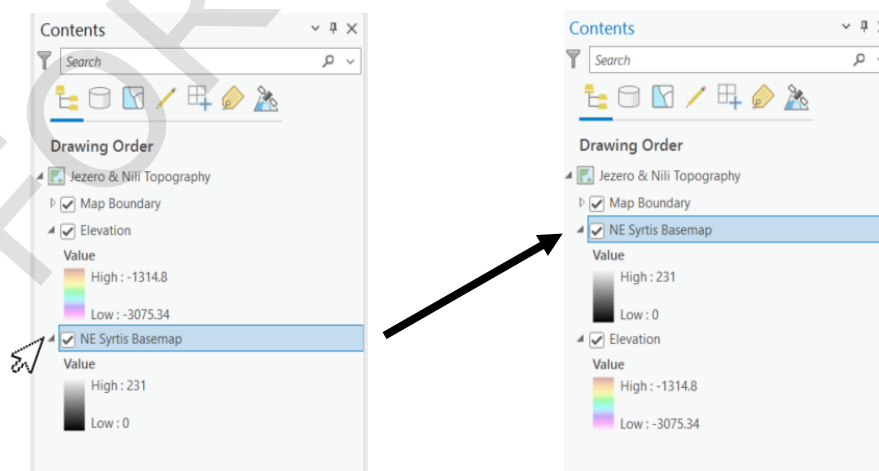 Contents
Search
Drawing Order
Jezero & Nili Topography
Map Boundary
Elevation
Value
High : -1314.8
Low : -3075.34
NE Syrtis Basemap
Value
High : 231
Low : 0
Contents
Search
Drawing Order
Jezero & Nili Topography
Map Boundary
NE Syrtis Basemap
Value
High : 231
Low : 0
Elevation
Value
High : -1314.8
Low : -3075.34
FOR